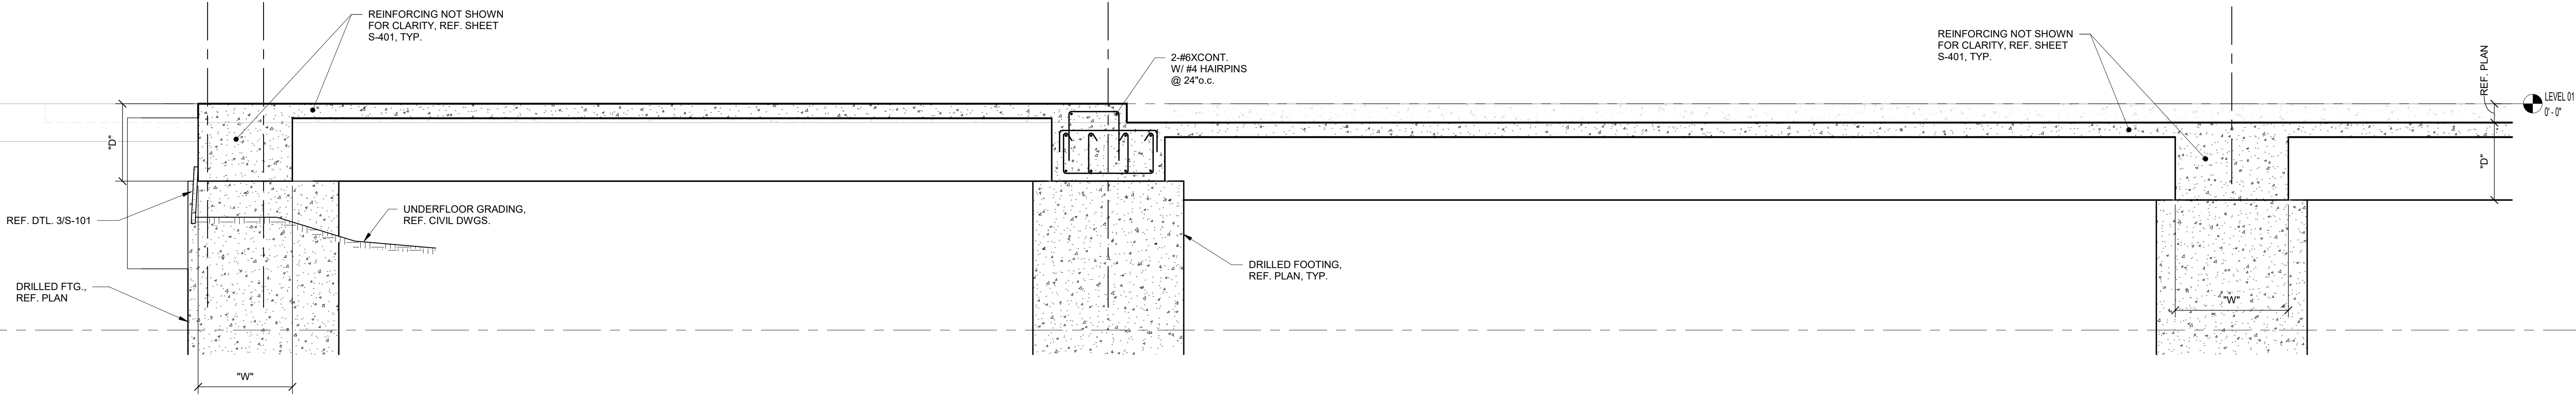 REINFORCING NOT SHOWN
FOR CLARITY, REF. SHEET
S-401, TYP.
2-#6XCONT.
W/ #4 HAIRPINS
@ 24"o.c.
REINFORCING NOT SHOWN
FOR CLARITY, REF. SHEET
S-401, TYP.
REF. PLAN
LEVEL 01
0' - 0"
"D"
"D"
REF. DTL. 3/S-101
UNDERFLOOR GRADING,
REF. CIVIL DWGS.
DRILLED FTG.,
REF. PLAN
DRILLED FOOTING,
REF. PLAN, TYP.
"W"
"W"